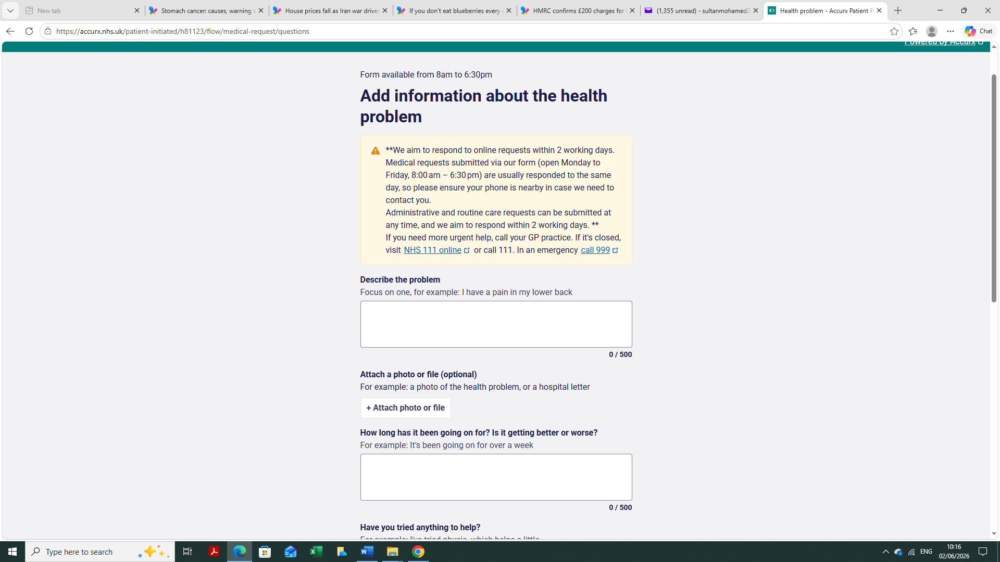 New tab
Stomach cancer: causes, warning s
House prices fall as Iran war drives
If you don't eat blueberries every
HMRC confirms £200 charges for
(1,355 unread) - sultanmohamed2
Health problem - Accurx Patient P
https://accurx.nhs.uk/patient-initiated/h81123/flow/medical-request/questions
Chat
Powered by Accurx
Form available from 8am to 6:30pm
Add information about the health
problem
**We aim to respond to online requests within 2 working days.
Medical requests submitted via our form (open Monday to
Friday, 8:00 am – 6:30 pm) are usually responded to the same
day, so please ensure your phone is nearby in case we need to
contact you.
Administrative and routine care requests can be submitted at
any time, and we aim to respond within 2 working days. **
If you need more urgent help, call your GP practice. If it's closed,
visit NHS 111 online or call 111. In an emergency call 999
Describe the problem
Focus on one, for example: I have a pain in my lower back
0 / 500
Attach a photo or file (optional)
For example: a photo of the health problem, or a hospital letter
+ Attach photo or file
How long has it been going on for? Is it getting better or worse?
For example: It's been going on for over a week
0 / 500
Have you tried anything to help?
For example: I've tried physio, which helps a little
Type here to search
ENG
10:16
02/06/2026